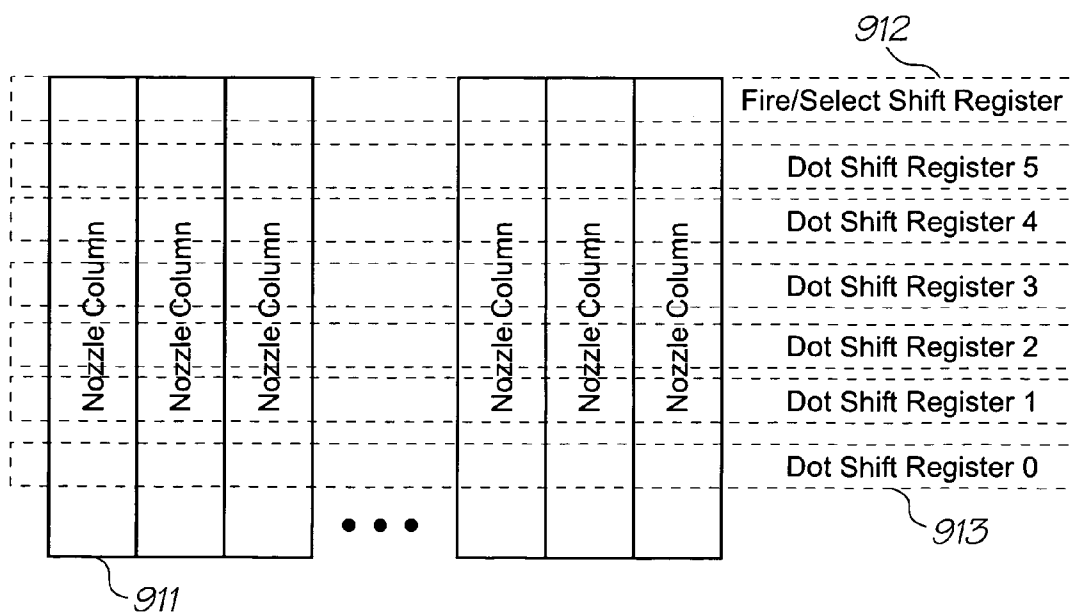 912
Fire/Select Shift Register
Dot Shift Register 5
Dot Shift Register 4
Dot Shift Register 3
Dot Shift Register 2
Dot Shift Register 1
Dot Shift Register 0
Nozzle Column
Nozzle Column
Nozzle Column
Nozzle Column
Nozzle Column
Nozzle Column
913
911